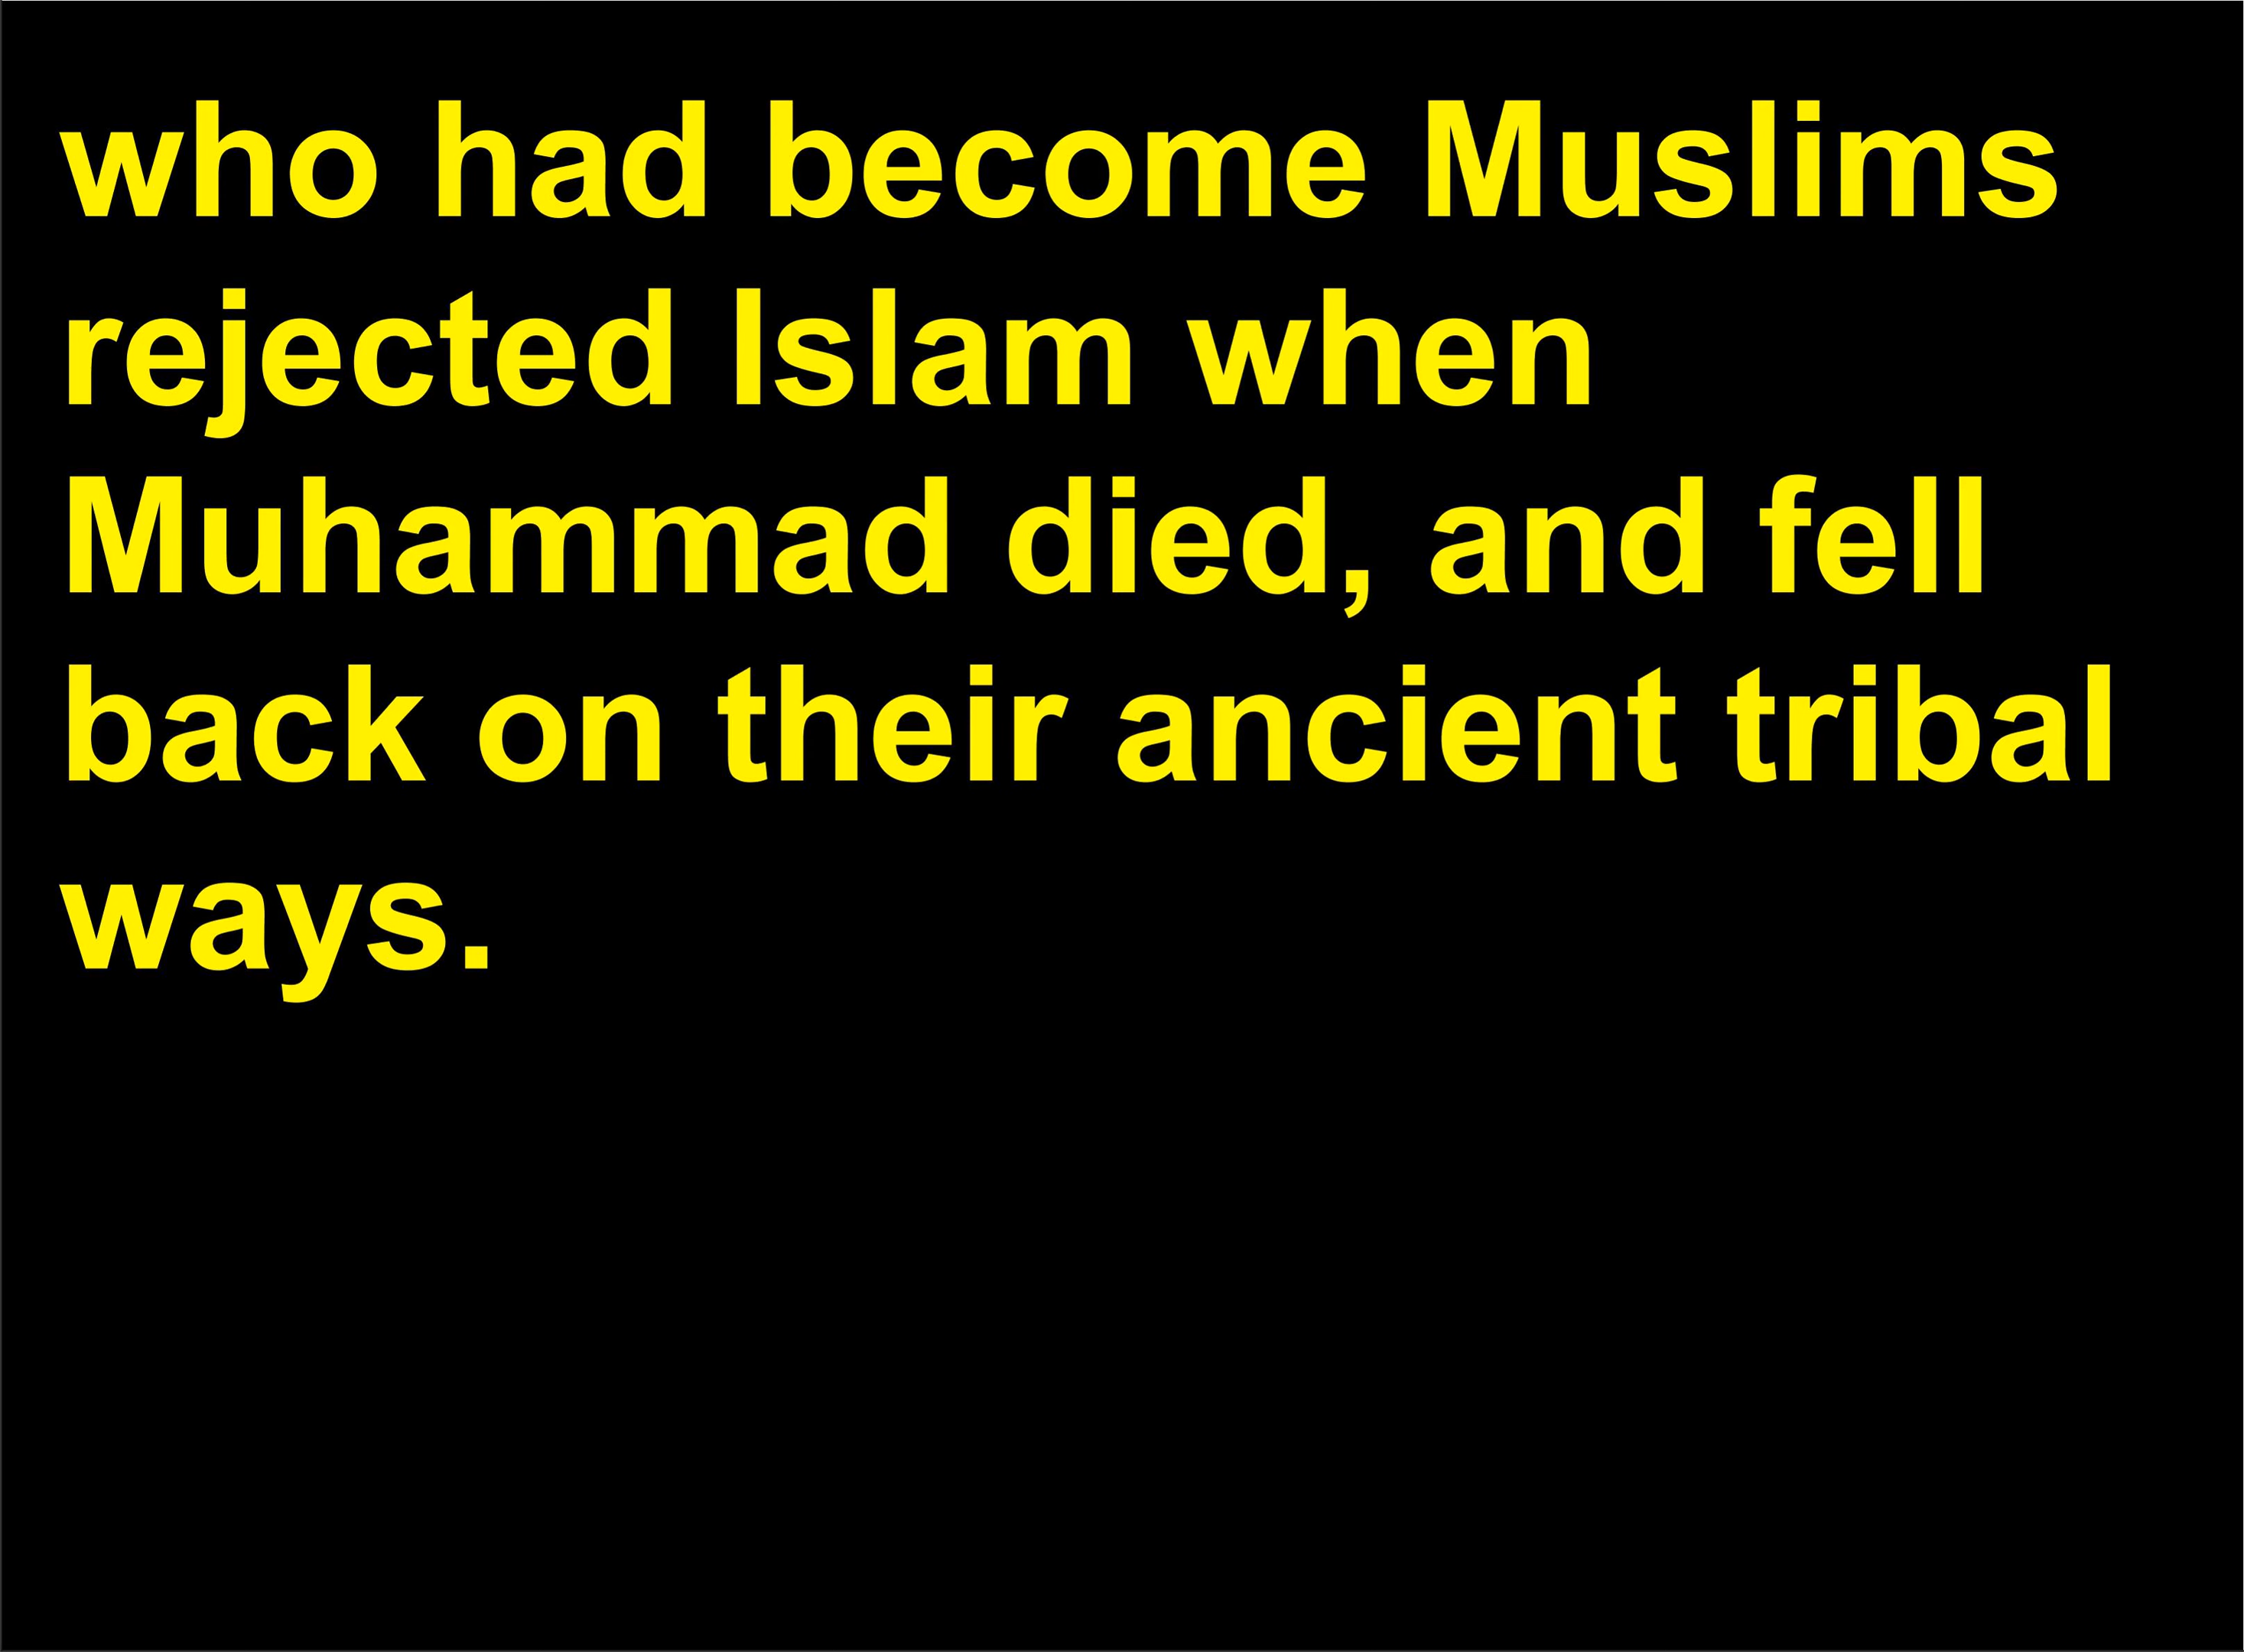 who had become Muslims
rejected Islam when
Muhammad died, and fell
back on their ancient tribal
ways.